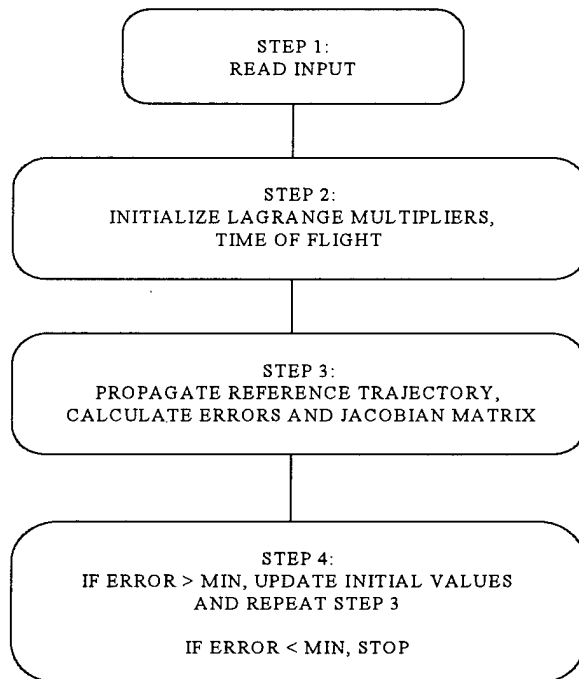 STEP 1:
READ INPUT
STEP 2:
INITIALIZE LAGRANGE MULTIPLIERS,
TIME OF FLIGHT
STEP 3:
PROPAGATE REFERENCE TRAJECTORY,
CALCULATE ERRORS AND JACOBIAN MATRIX
STEP 4:
IF ERROR > MIN, UPDATE INITIAL VALUES
AND REPEAT STEP 3
IF ERROR < MIN, STOP